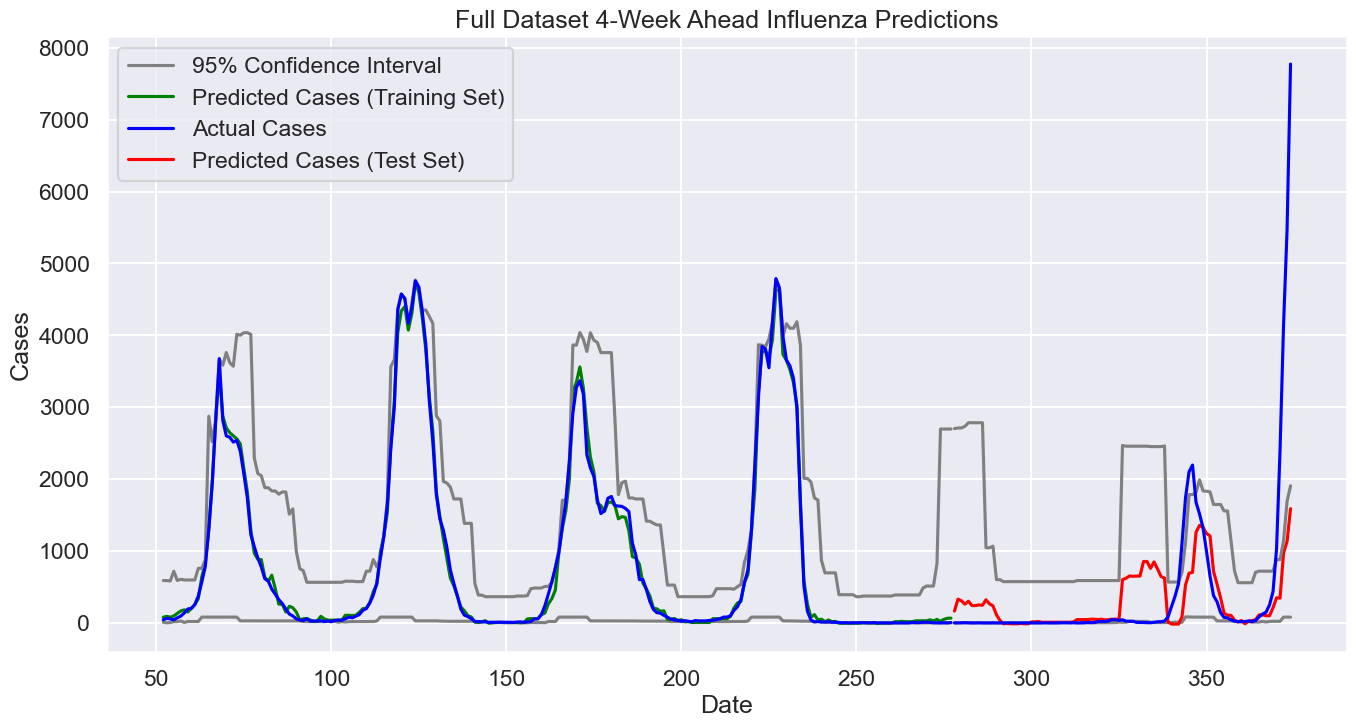 Full Dataset 4-Week Ahead Influenza Predictions
8000
7000
6000
5000
4000
3000
2000
1000
0
Cases
95% Confidence Interval
Predicted Cases (Training Set)
Actual Cases
Predicted Cases (Test Set)
50
100
150
200
250
300
350
Date